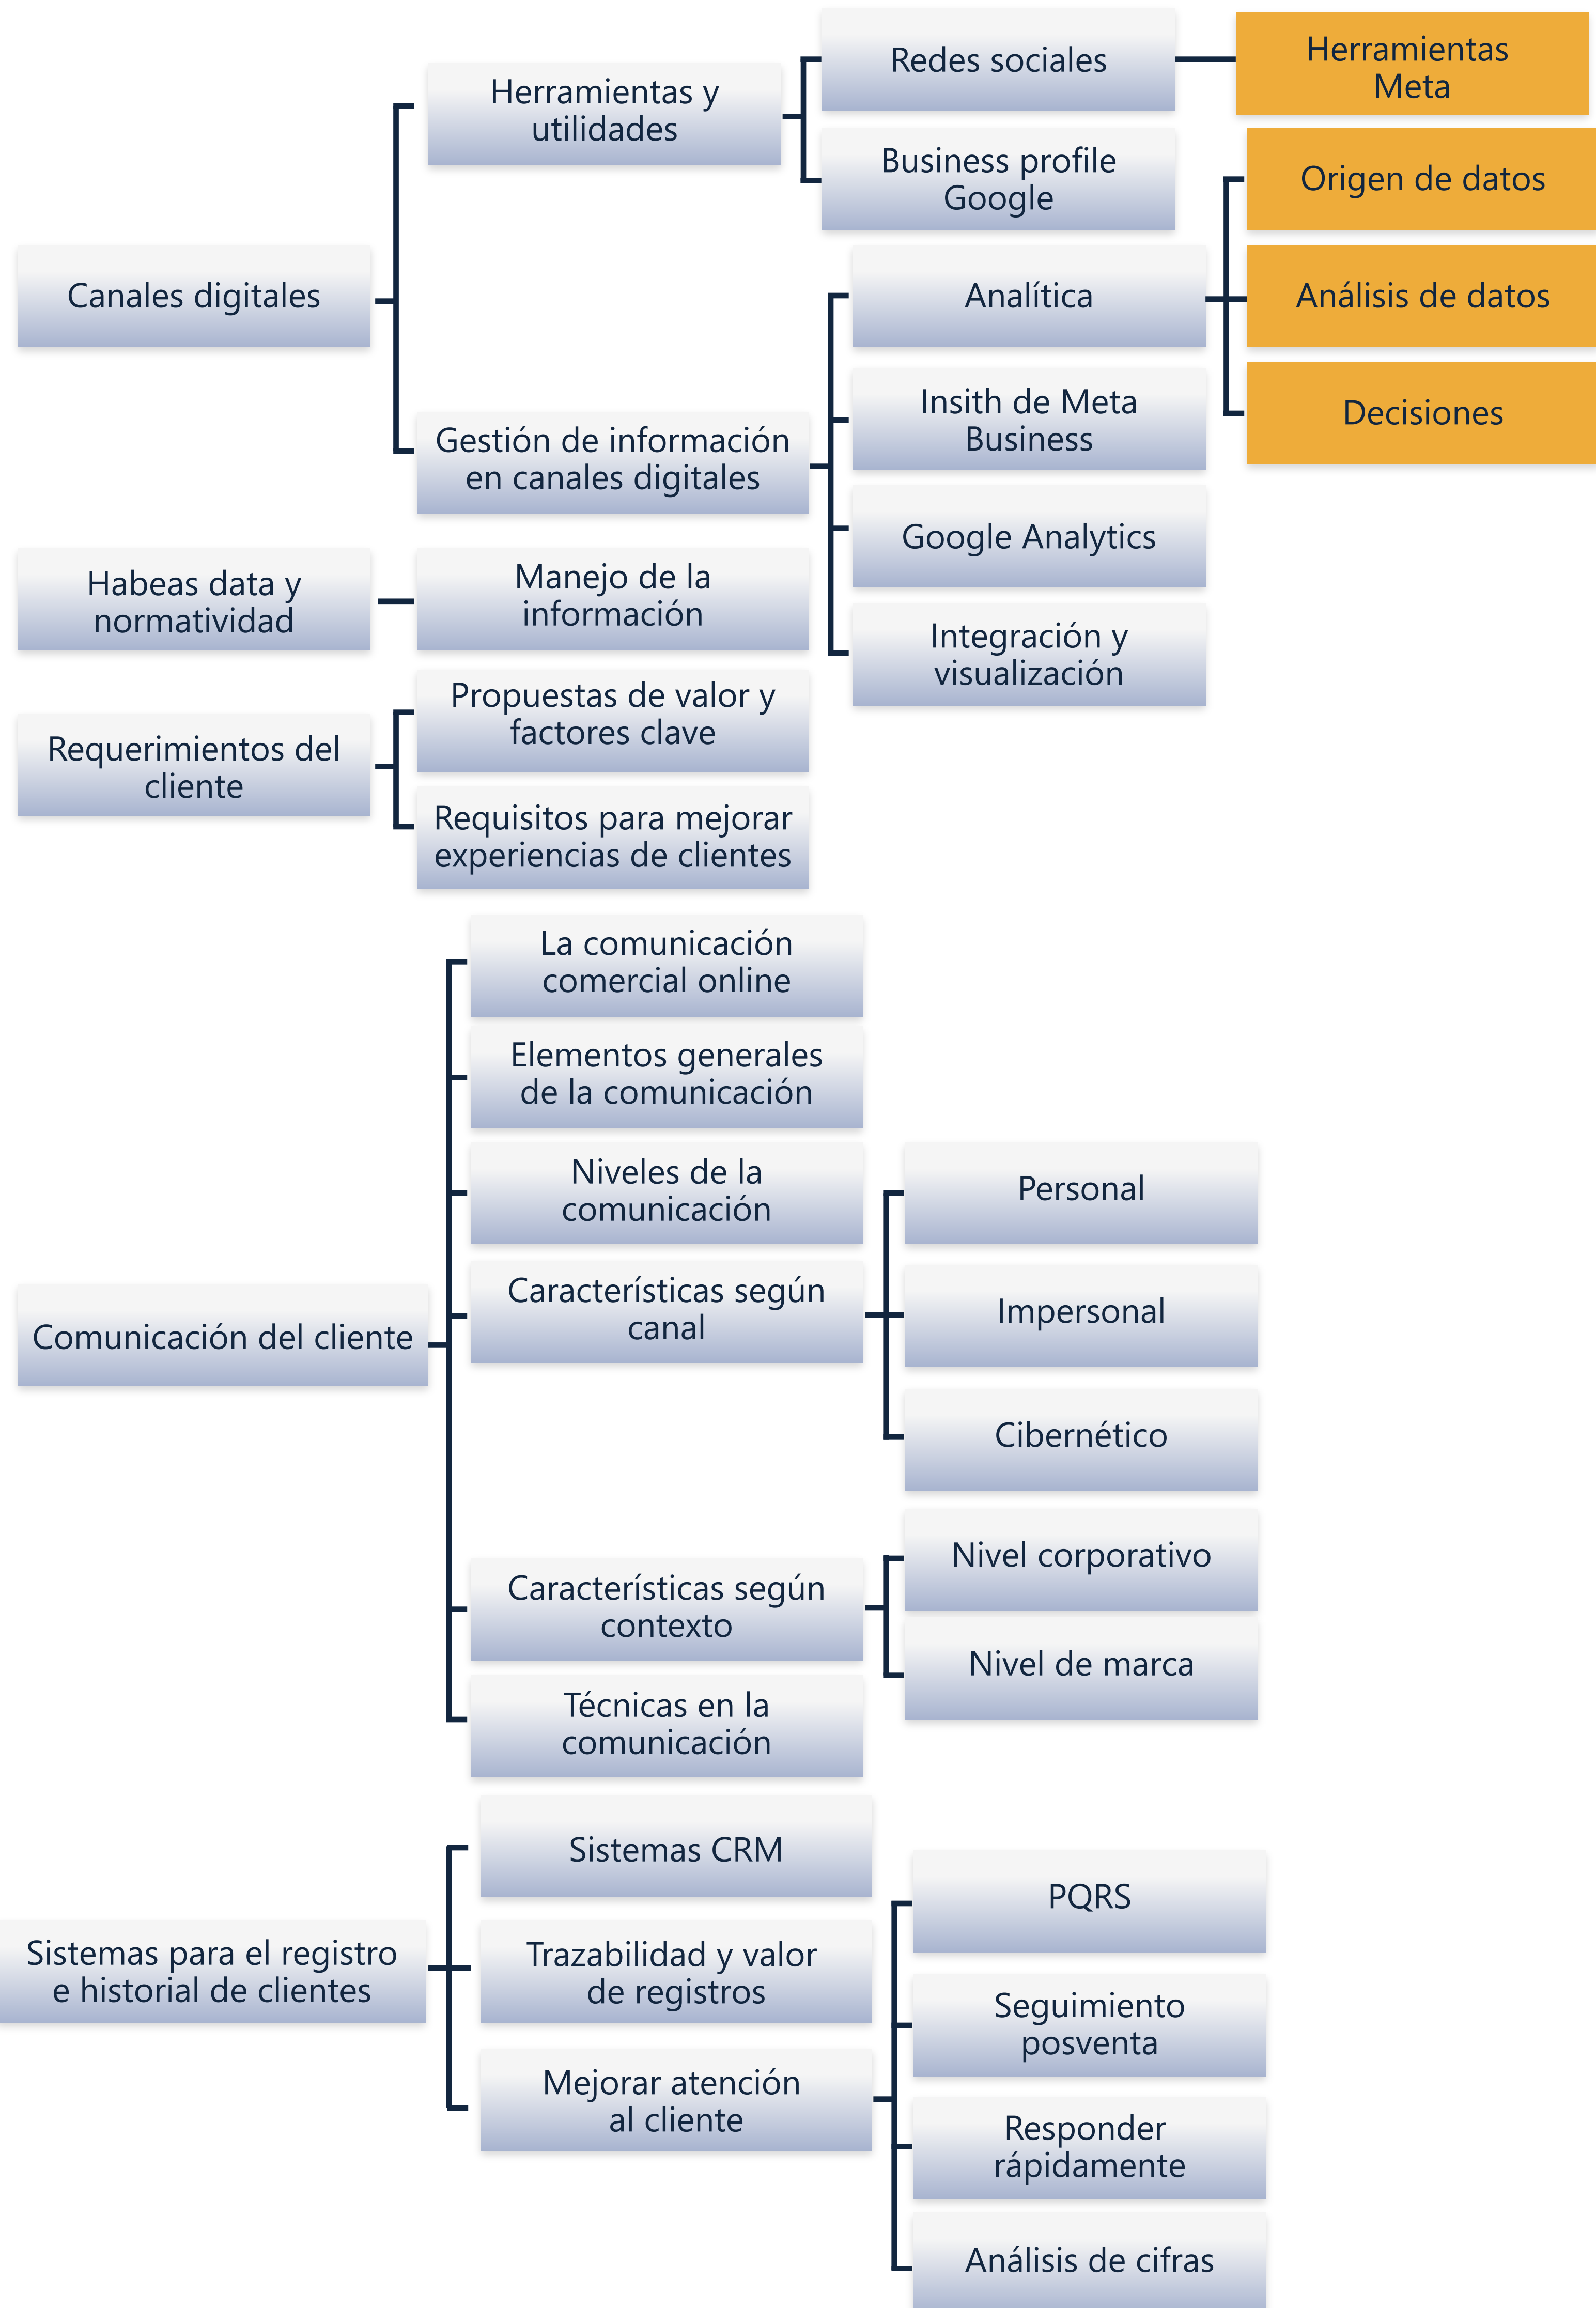 Canales digitales
Herramientas y
utilidades
Redes sociales
Herramientas
Meta
Business profile
Google
Gestión de información
en canales digitales
Analítica
Origen de datos
Análisis de datos
Decisiones
Insith de Meta
Business
Google Analytics
Integración y
visualización
Habeas data y
normatividad
Manejo de la
información
Requerimientos del
cliente
Propuestas de valor y
factores clave
Requisitos para mejorar
experiencias de clientes
Comunicación del cliente
La comunicación
comercial online
Elementos generales
de la comunicación
Niveles de la
comunicación
Características según
canal
Personal
Impersonal
Cibernético
Características según
contexto
Nivel corporativo
Nivel de marca
Técnicas en la
comunicación
Sistemas para el registro
e historial de clientes
Sistemas CRM
Trazabilidad y valor
de registros
Mejorar atención
al cliente
PQRS
Seguimiento
posventa
Responder
rápidamente
Análisis de cifras